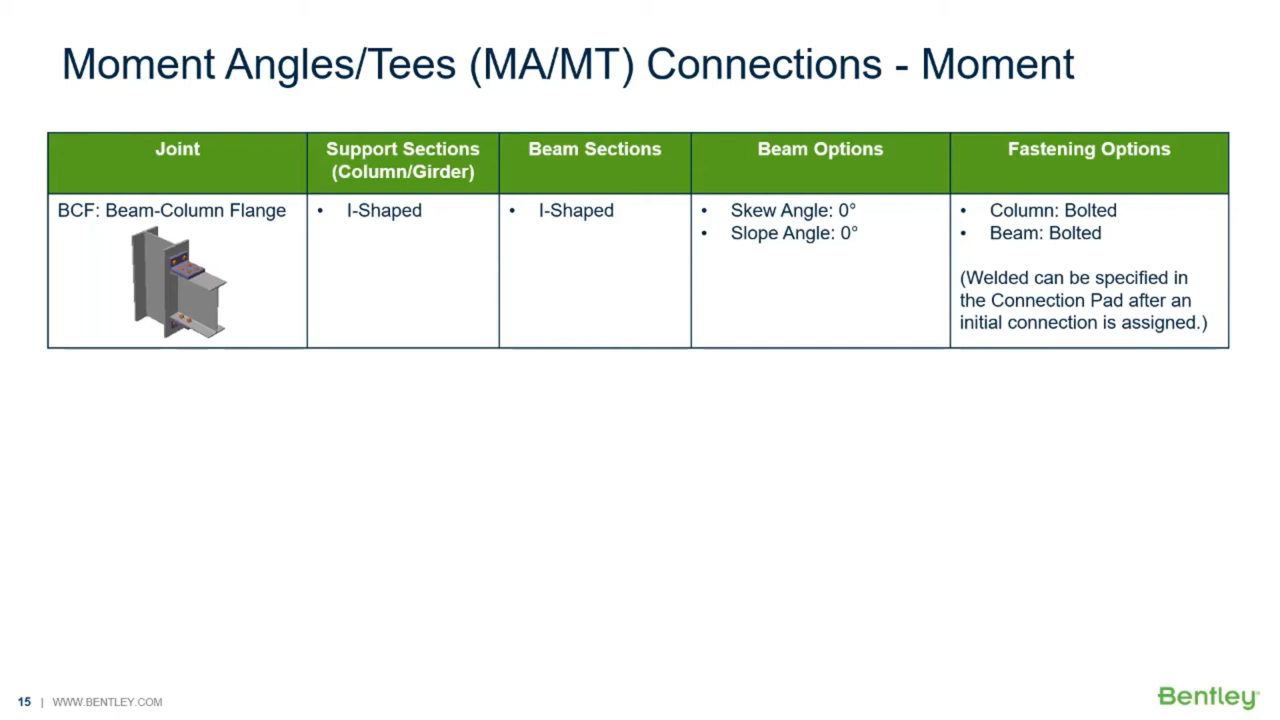 Moment Angles/Tees (MA/MT) Connections - Moment
Joint
Support Sections
(Column/Girder)
Beam Sections
Beam Options
Fastening Options
BCF: Beam-Column Flange
• I-Shaped
• I-Shaped
• Skew Angle: 0°
• Slope Angle: 0°
• Column: Bolted
• Beam: Bolted
(Welded can be specified in
the Connection Pad after an
initial connection is assigned.)
15 | WWW.BENTLEY.COM
Bentley